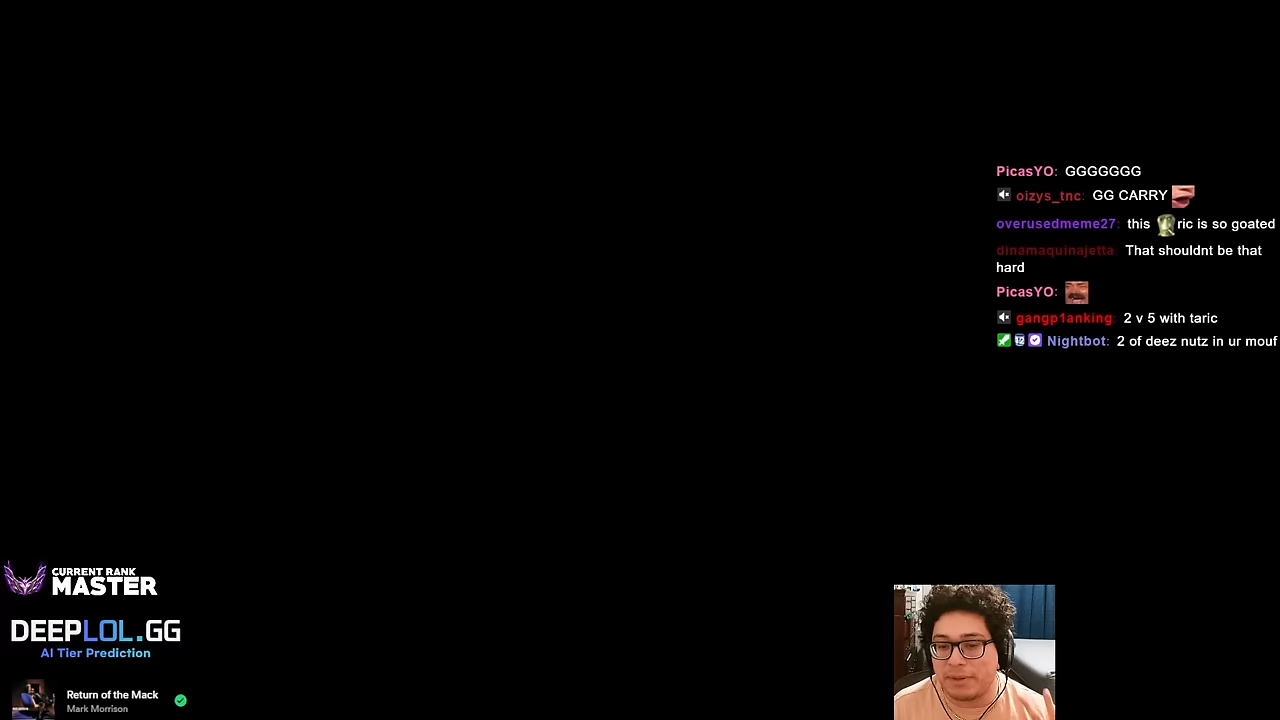 PicasYO: GGGGGGG
oizys_tnc: GG CARRY
overusedmeme27: this ric is so goated
dinamaquinajetta: That shouldnt be that
hard
PicasYO:
gangp1anking: 2 v 5 with taric
Nightbot: 2 of deez nutz in ur mouf
CURRENT RANK
MASTER
DEEPLOL.GG
AI Tier Prediction
Return of the Mack
Mark Morrison